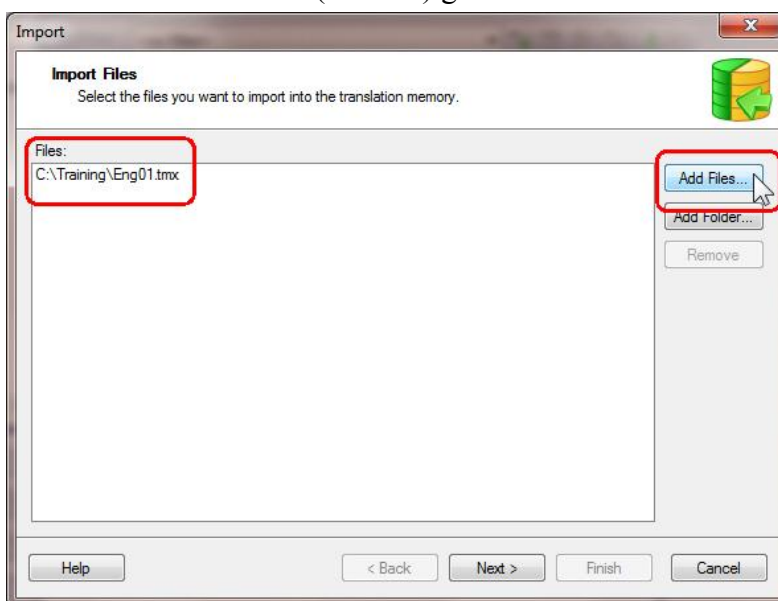 Import
Import Files
Select the files you want to import into the translation memory.
Files:
C:\Training\Eng01.tmx
Add Files...
Add Folder...
Remove
Help
< Back
Next >
Finish
Cancel